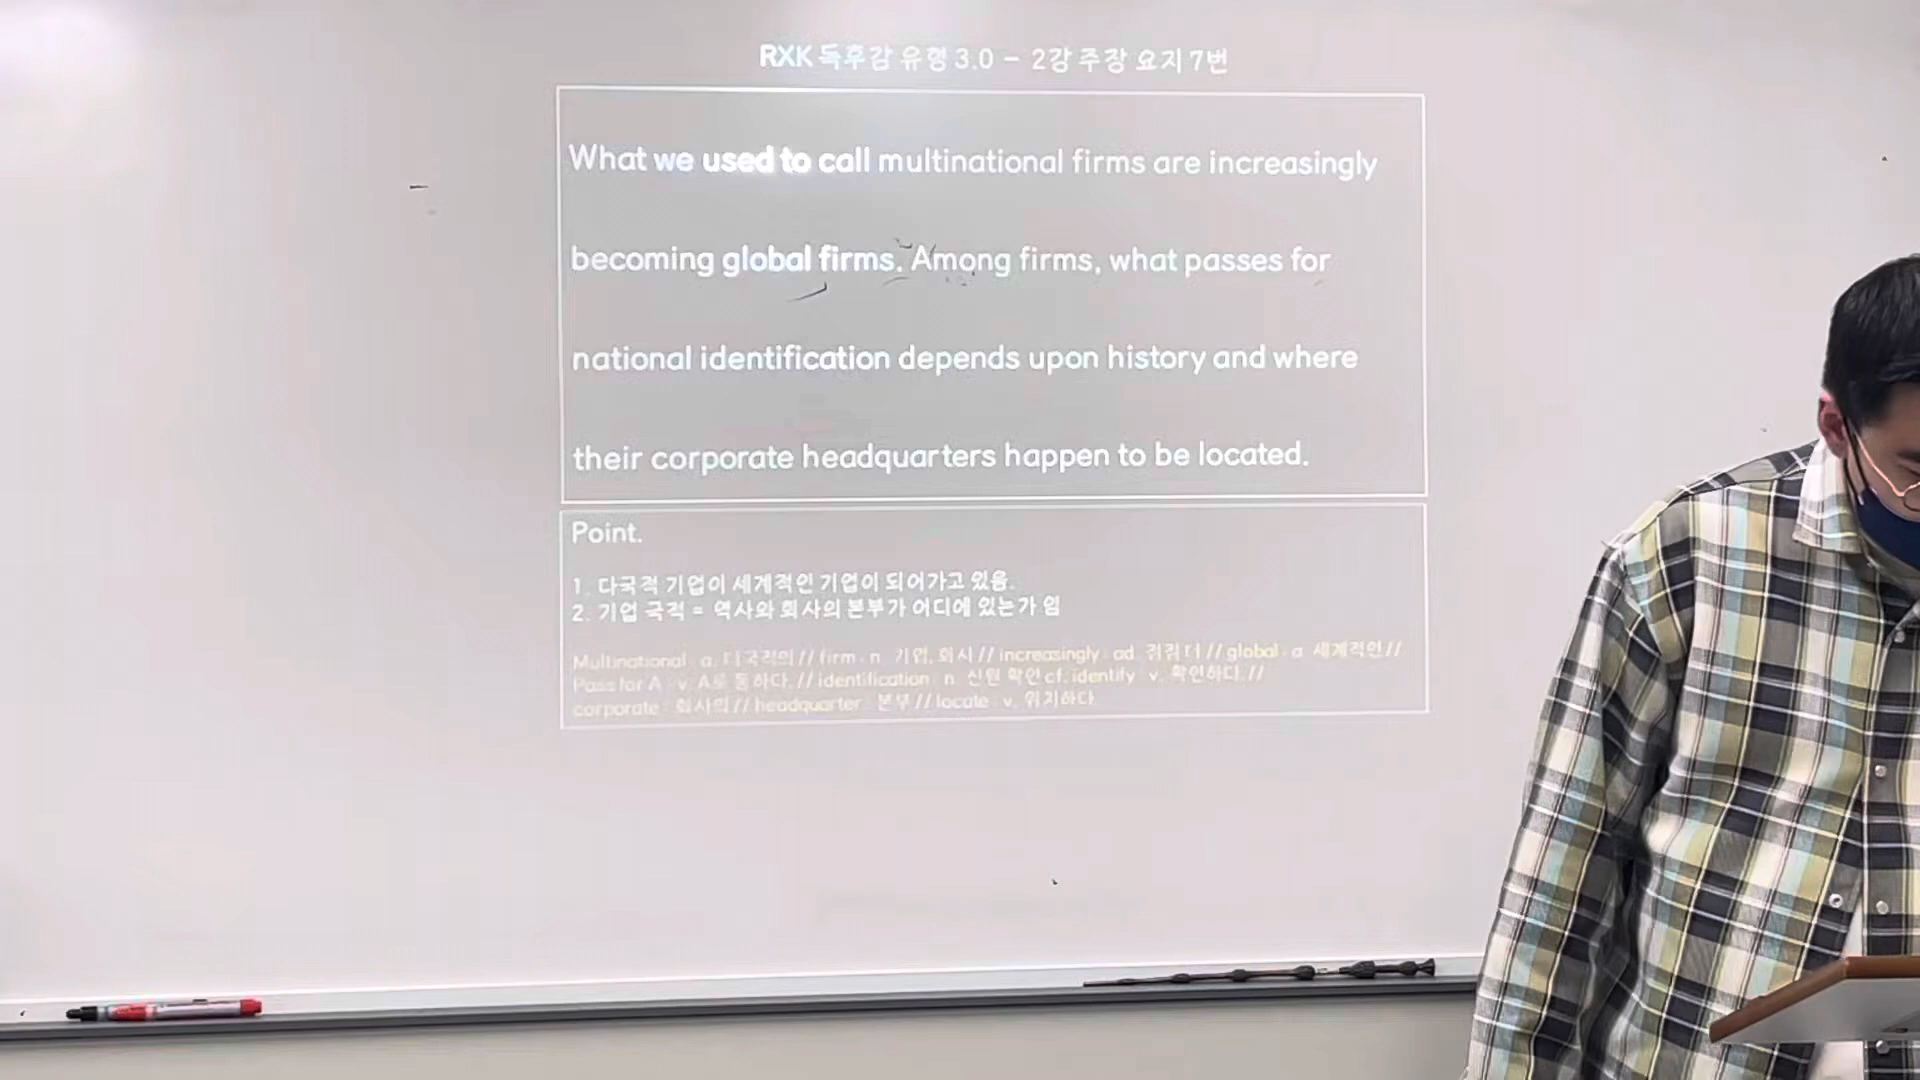 RXK 독후감 유형 3.0 - 2강 주장 요지 7번
What we used to call multinational firms are increasingly
becoming global firms. Among firms, what passes for
national identification depends upon history and where
their corporate headquarters happen to be located.
Point.
1. 다국적 기업이 세계적인 기업이 되어가고 있음.
2. 기업 국적 = 역사와 회사의 본부가 어디에 있는가 임
Multinational : a. 다국적의 // firm : n. 기업, 회사 // increasingly : ad. 점점 더 // global : a. 세계적인 //
Pass for A : v. A로 통하다. // identification : n. 신원 확인 cf. identify : v. 확인하다. //
corporate : 회사의 // headquarter : 본부 // locate : v. 위치하다